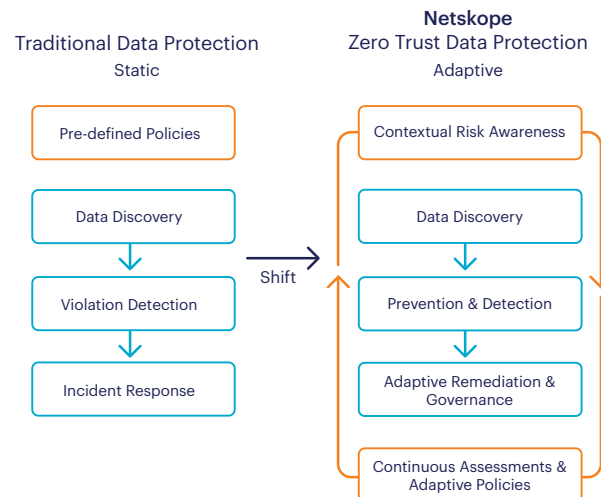 Traditional Data Protection
Static
Pre-defined Policies
Data Discovery
Violation Detection
Incident Response
Shift
Netskope
Zero Trust Data Protection
Adaptive
Contextual Risk Awareness
Data Discovery
Prevention & Detection
Adaptive Remediation &
Governance
Continuous Assessments &
Adaptive Policies